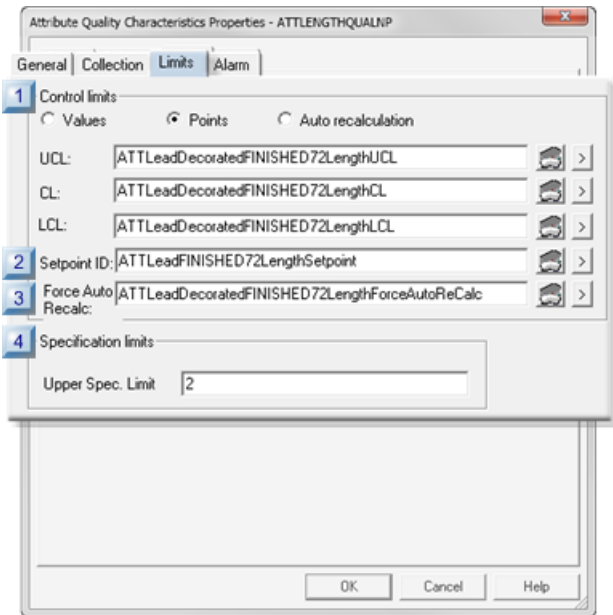 Attribute Quality Characteristics Properties - ATTLENGTHQUALNP
General Collection Limits Alarm
1 Control limits
Values Points Auto recalculation
UCL: ATTLeadDecoratedFINISHED72LengthUCL >
CL: ATTLeadDecoratedFINISHED72LengthCL >
LCL: ATTLeadDecoratedFINISHED72LengthLCL >
2 Setpoint ID: ATTLeadFINISHED72LengthSetpoint >
3 Force Auto ATTLeadDecoratedFINISHED72LengthForceAutoReCalc >
Recalc:
4 Specification limits
Upper Spec. Limit 2
OK Cancel Help